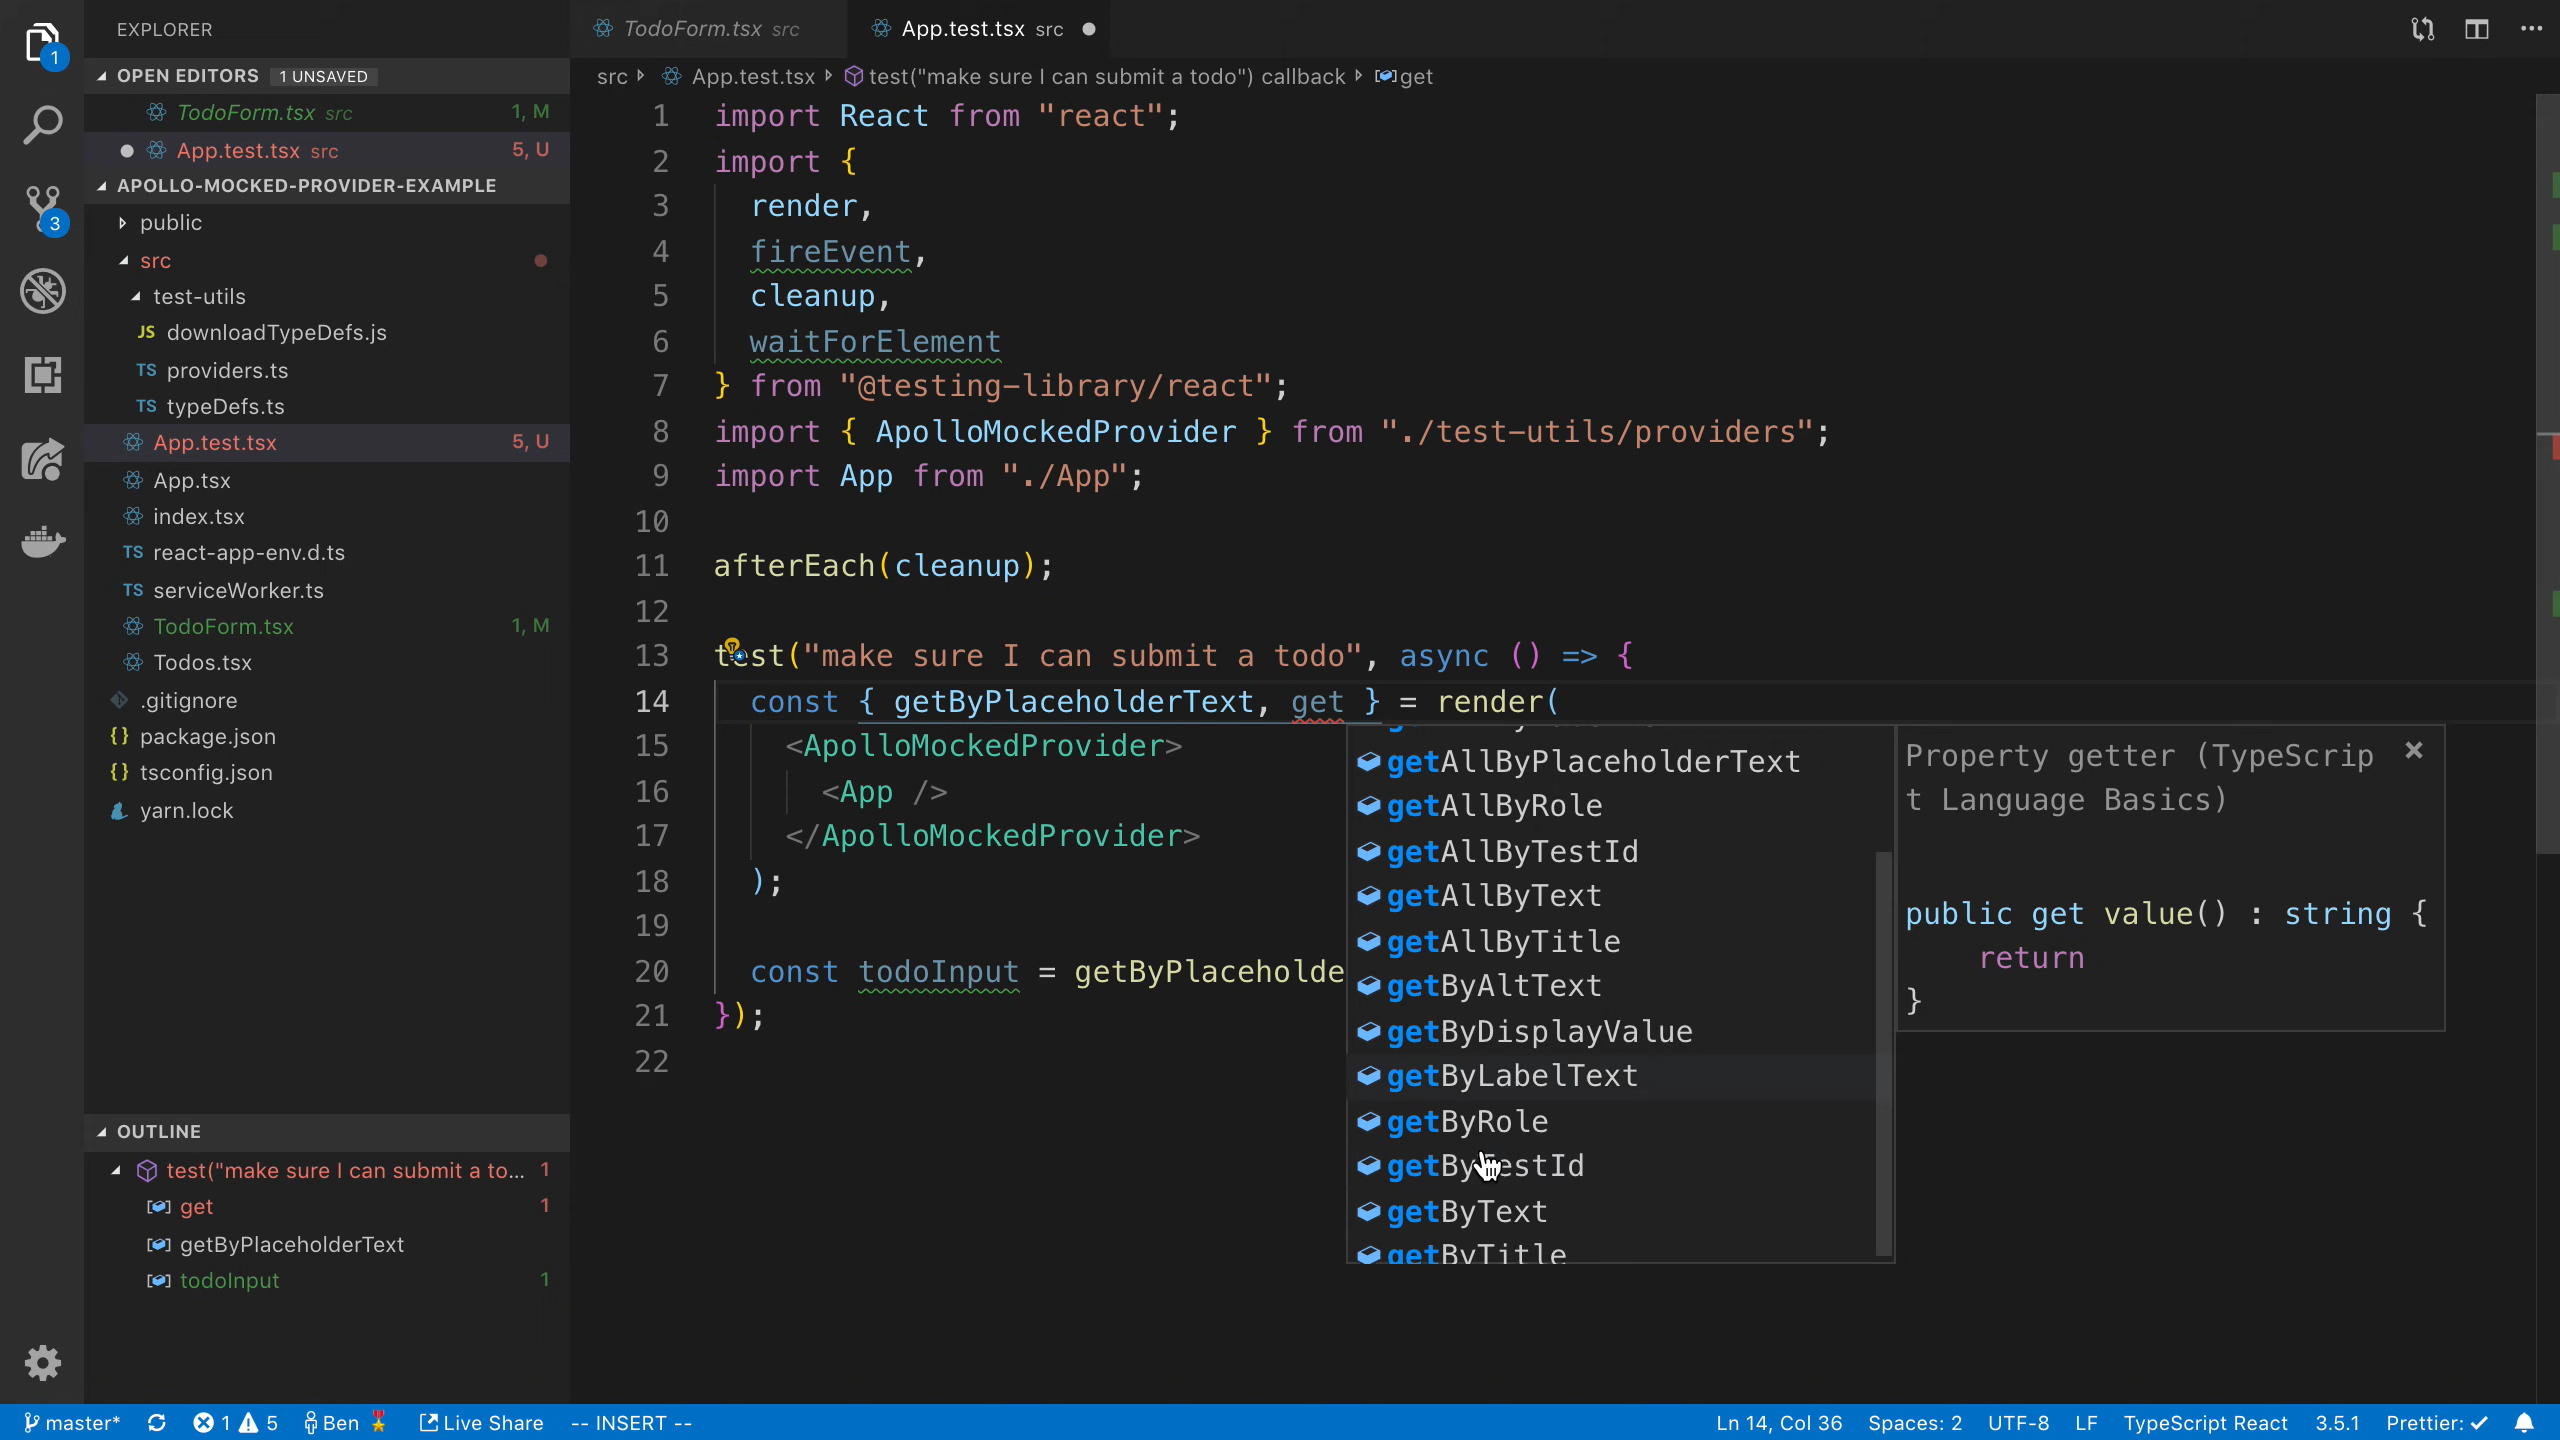 EXPLORER
TodoForm.tsx src
App.test.tsx src
1
OPEN EDITORS 1 UNSAVED
TodoForm.tsx src 1, M
App.test.tsx src 5, U
APOLLO-MOCKED-PROVIDER-EXAMPLE
public
src
test-utils
JS downloadTypeDefs.js
TS providers.ts
TS typeDefs.ts
App.test.tsx 5, U
App.tsx
index.tsx
TS react-app-env.d.ts
TS serviceWorker.ts
TodoForm.tsx 1, M
Todos.tsx
.gitignore
{} package.json
{} tsconfig.json
yarn.lock
3
OUTLINE
test("make sure I can submit a to... 1
get 1
getByPlaceholderText
todoInput 1
src App.test.tsx test("make sure I can submit a todo") callback get
1 import React from "react";
2 import {
3 render,
4 fireEvent,
5 cleanup,
6 waitForElement
7 } from "@testing-library/react";
8 import { ApolloMockedProvider } from "./test-utils/providers";
9 import App from "./App";
10
11 afterEach(cleanup);
12
13 test("make sure I can submit a todo", async () => {
14 const { getByPlaceholderText, get } = render(
15 <ApolloMockedProvider>
16 <App />
17 </ApolloMockedProvider>
18 );
19
20 const todoInput = getByPlaceholde
21 });
22
getAllByPlaceholderText
getAllByRole
getAllByTestId
getAllByText
getAllByTitle
getByAltText
getByDisplayValue
getByLabelText
getByRole
getByTestId
getByText
getByTitle
Property getter (TypeScrip
t Language Basics)
public get value() : string {
return
}
master* 1 5 Ben Live Share -- INSERT -- Ln 14, Col 36 Spaces: 2 UTF-8 LF TypeScript React 3.5.1 Prettier: ✓